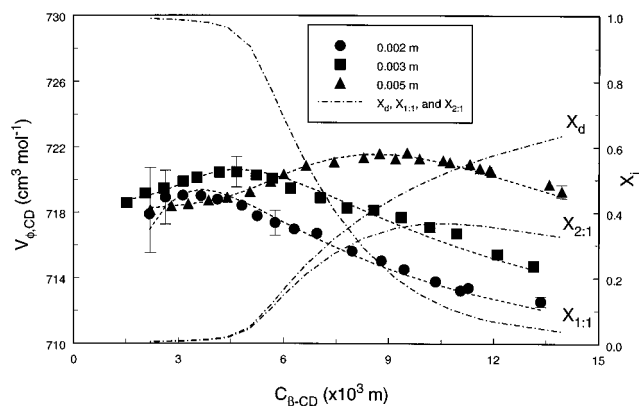 730
726
722
718
714
710
V_ϕ,CD (cm³ mol⁻¹)
0.002 m
0.003 m
0.005 m
X_d, X_1:1, and X_2:1
X_d
X_2:1
X_1:1
1.0
0.8
0.6
0.4
0.2
0.0
X_i
0 3 6 9 12 15
C_β-CD (x10³ m)